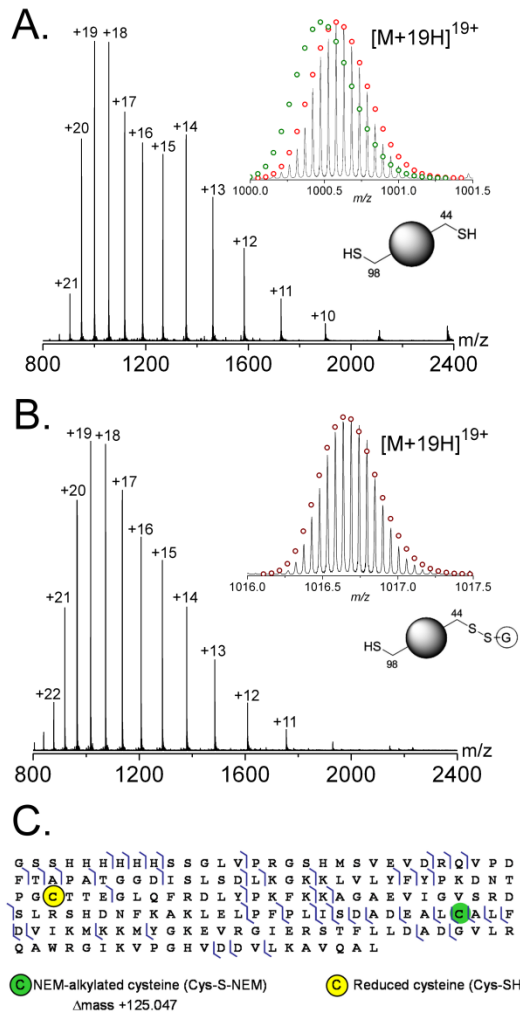 A.
+19
+18
+20
+17
+16
+15
+14
+13
+12
+11
+10
+21
[M+19H]19+
1000.0 1000.5 1001.0 1001.5
m/z
44
HS
SH
98
m/z
800 1200 1600 2000 2400
B.
+19
+18
+20
+17
+16
+15
+21
+14
+13
+22
+12
+11
[M+19H]19+
1016.0 1016.5 1017.0 1017.5
m/z
44
HS
S
S
G
98
m/z
800 1200 1600 2000 2400
C.
G S S H H H H H H S S G L V P R G S H M S V E V D R Q V P D
F T A P A T G G D I S L S D L K G K K L V L Y F Y P K D N T
P G C T T E G L Q F R D L Y P K F K K A G A E V I G V S R D
S L R S H D N F K A K L E L P F P L I S D A D E A L C A L F
D V I K M K K M Y G K E V R G I E R S T F L L D A D G V L R
Q A W R G I K V P G H V D D V L K A V Q A L
C NEM-alkylated cysteine (Cys-S-NEM)
Δmass +125.047
C Reduced cysteine (Cys-SH